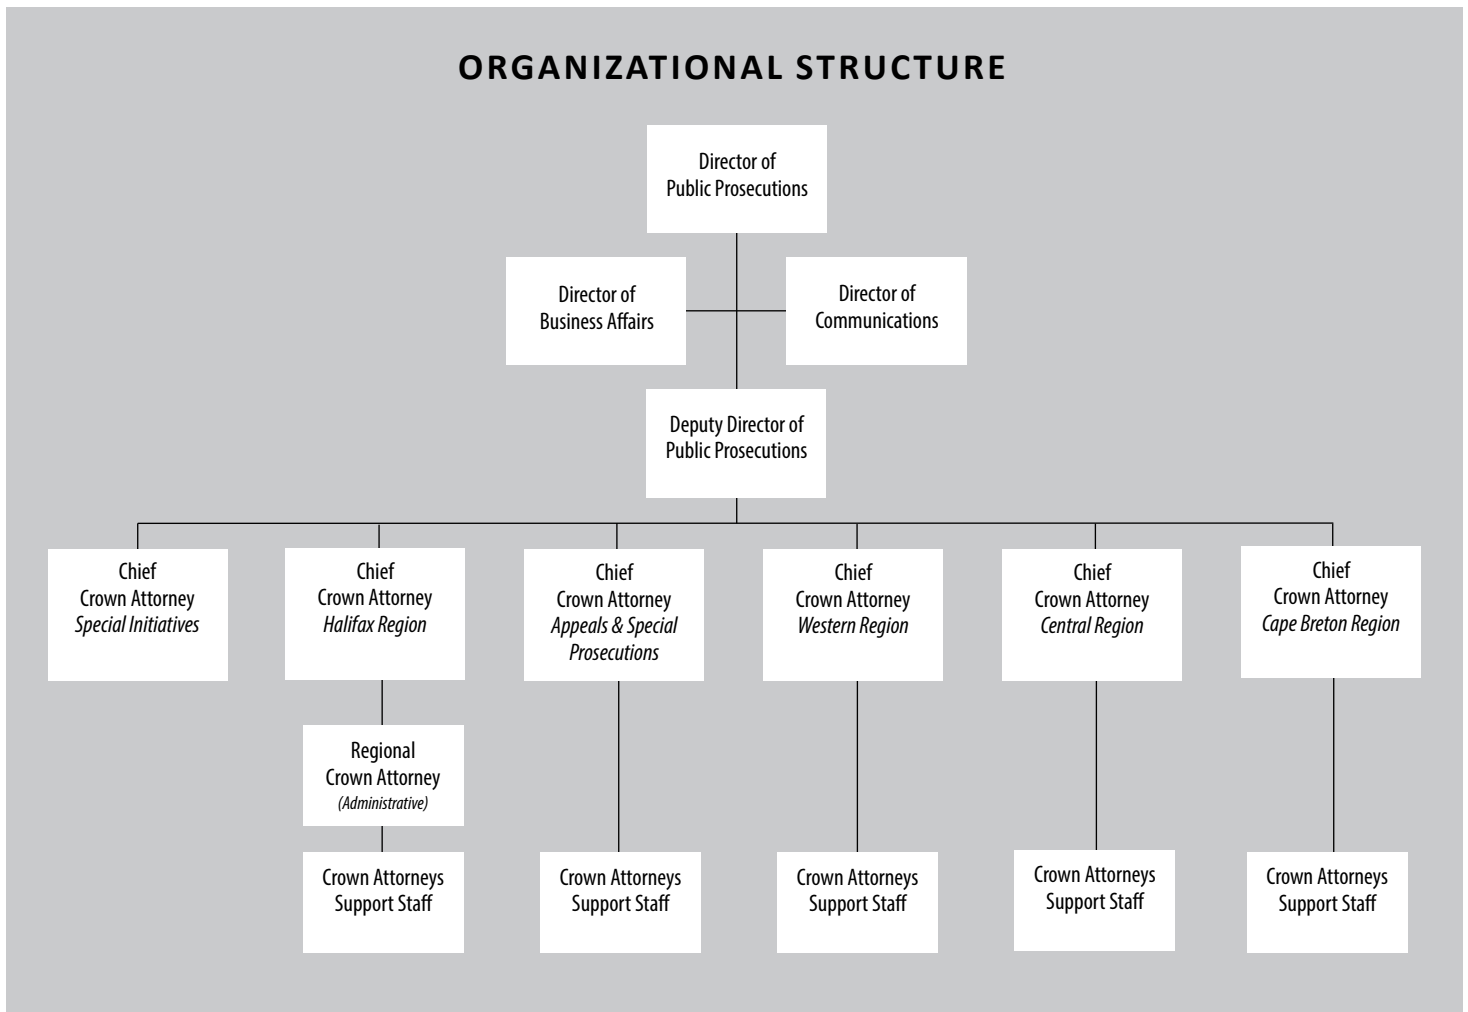 ORGANIZATIONAL STRUCTURE
Director of
Public Prosecutions
Director of
Business Affairs
Director of
Communications
Deputy Director of
Public Prosecutions
Chief
Crown Attorney
Special Initiatives
Chief
Crown Attorney
Halifax Region
Chief
Crown Attorney
Appeals & Special
Prosecutions
Chief
Crown Attorney
Western Region
Chief
Crown Attorney
Central Region
Chief
Crown Attorney
Cape Breton Region
Regional
Crown Attorney
(Administrative)
Crown Attorneys
Support Staff
Crown Attorneys
Support Staff
Crown Attorneys
Support Staff
Crown Attorneys
Support Staff
Crown Attorneys
Support Staff